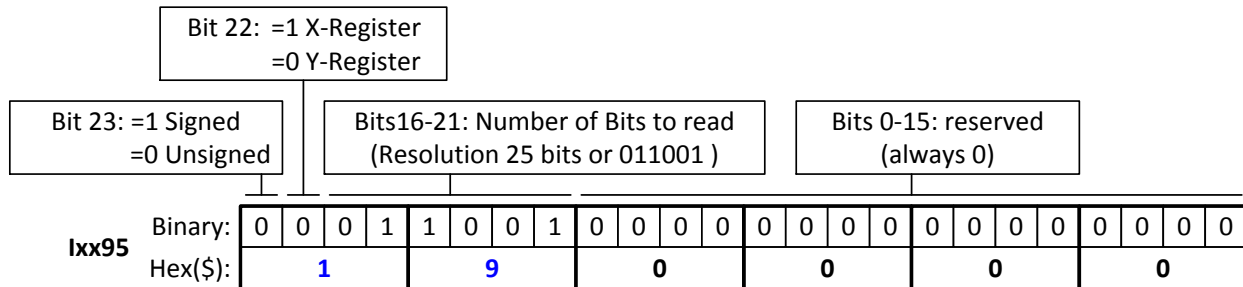 Bit 22: =1 X-Register
=0 Y-Register
Bit 23: =1 Signed
=0 Unsigned
Bits16-21: Number of Bits to read
(Resolution 25 bits or 011001 )
Bits 0-15: reserved
(always 0)
Ixx95
Binary: 0 0 0 1 1 0 0 1 0 0 0 0 0 0 0 0 0 0 0 0 0 0 0 0
Hex($): 1 9 0 0 0 0